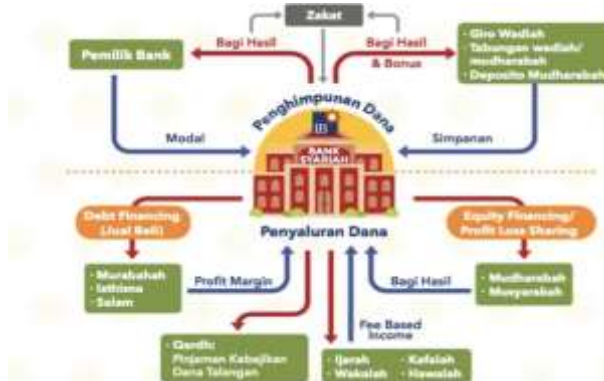 Zakat
Bagi Hasil
Bagi Hasil
& Bonus
Pemilik Bank
• Giro Wadiah
• Tabungan wadiah/
mudharabah
• Deposito Mudharabah
Penghimpunan Dana
Modal
Simpanan
BANK
SYARIAH
Debt Financing
(Jual Beli)
Penyaluran Dana
Equity Financing/
Profit Loss Sharing
• Murabahah
• Isthisna
• Salam
Profit Margin
Bagi Hasil
• Mudharabah
• Musyarakah
Fee Based
Income
• Qardh:
Pinjaman Kebajikan
Dana Talangan
• Ijarah
• Wakalah
• Kafalah
• Hawalah